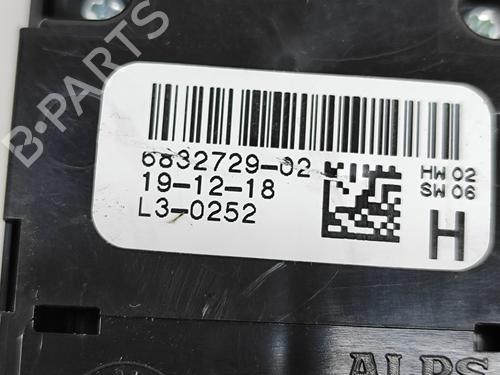 B-PARTS
6832729-02
19-12-18
L3-0252
HW 02
SW 06
H
ALPS